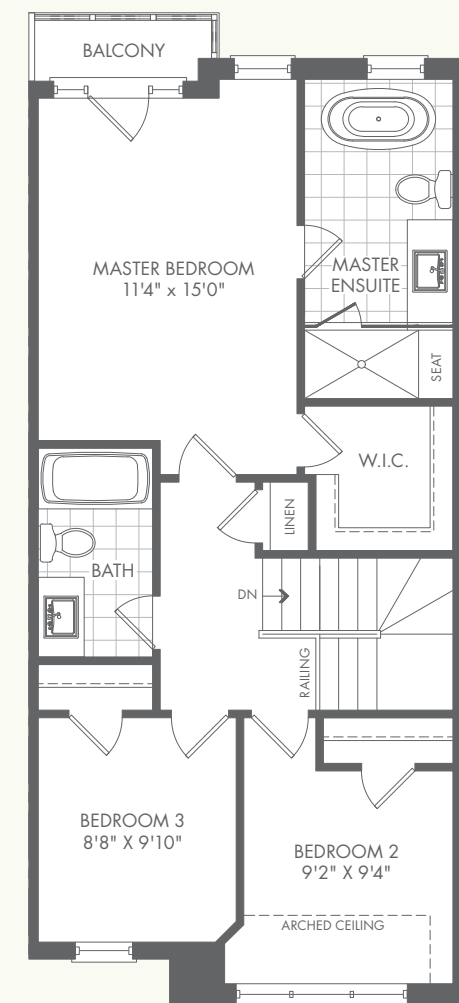 BALCONY
MASTER BEDROOM
11'4" x 15'0"
MASTER
ENSUITE
SEAT
W.I.C.
LINEN
BATH
DN
RAILING
BEDROOM 3
8'8" X 9'10"
BEDROOM 2
9'2" X 9'4"
ARCHED CEILING